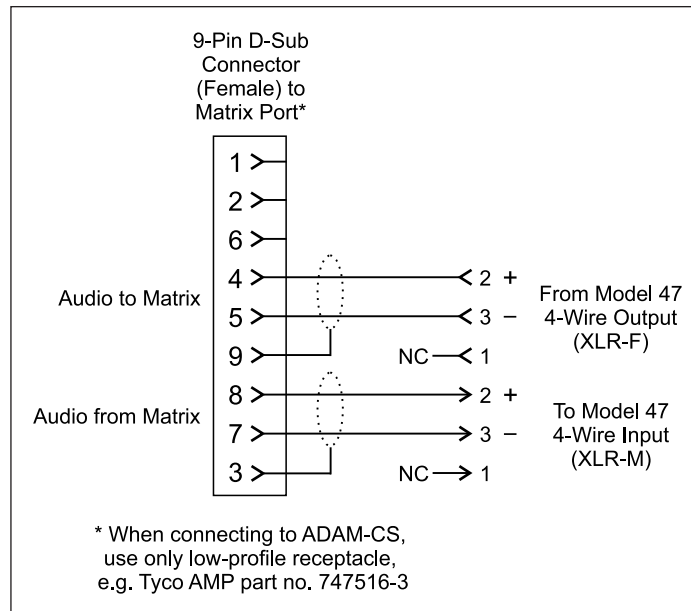 9-Pin D-Sub
Connector
(Female) to
Matrix Port*
1
2
6
4
5
9
8
7
3
Audio to Matrix
Audio from Matrix
2 +
3 –
NC 1
From Model 47
4-Wire Output
(XLR-F)
2 +
3 –
NC 1
To Model 47
4-Wire Input
(XLR-M)
* When connecting to ADAM-CS,
use only low-profile receptacle,
e.g. Tyco AMP part no. 747516-3